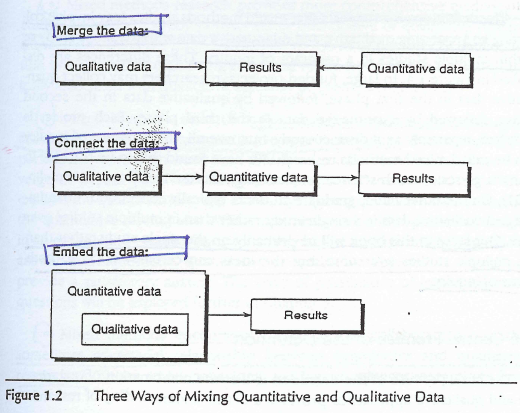 Merge the data:
Qualitative data
Results
Quantitative data
Connect the data:
Qualitative data
Quantitative data
Results
Embed the data:
Quantitative data
Qualitative data
Results
Figure 1.2 Three Ways of Mixing Quantitative and Qualitative Data